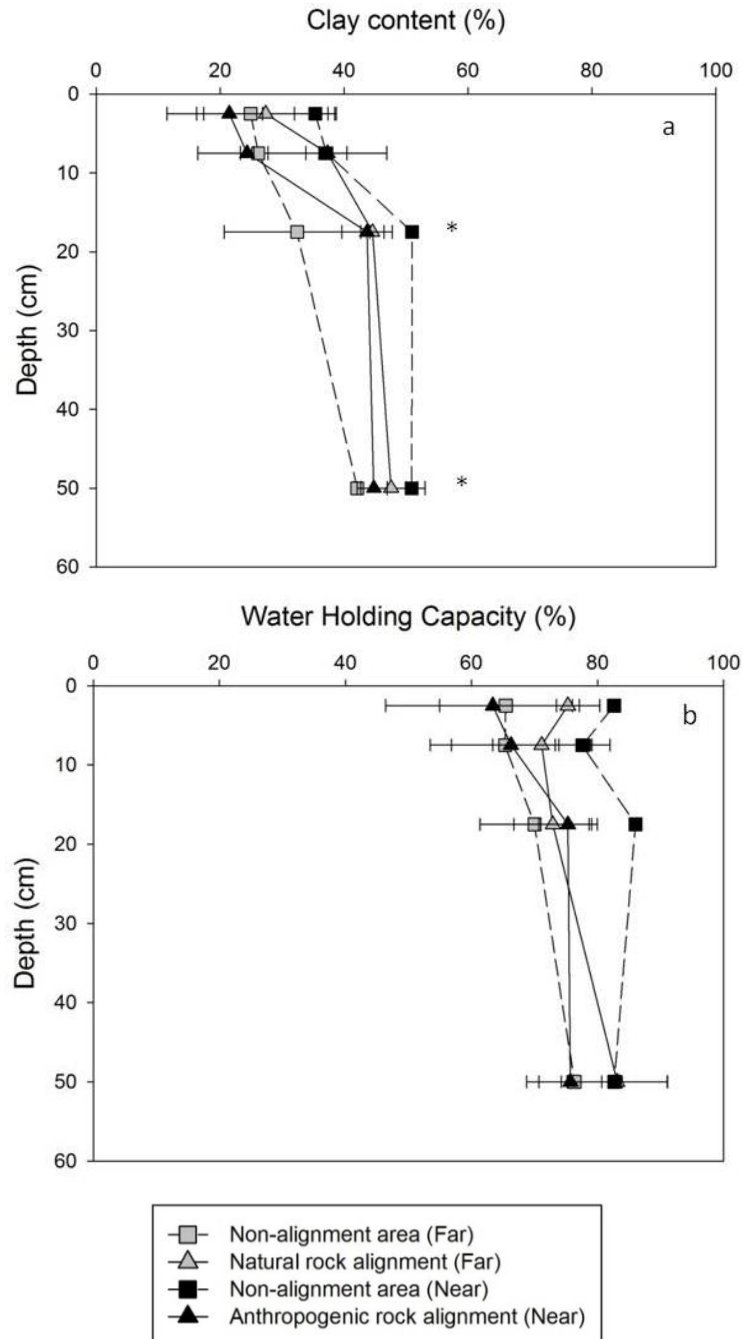 Clay content (%)
0 20 40 60 80 100
0
a
10
*
20
Depth (cm)
30
40
*
50
60
Water Holding Capacity (%)
0 20 40 60 80 100
0
b
10
20
Depth (cm)
30
40
50
60
Non-alignment area (Far)
Natural rock alignment (Far)
Non-alignment area (Near)
Anthropogenic rock alignment (Near)